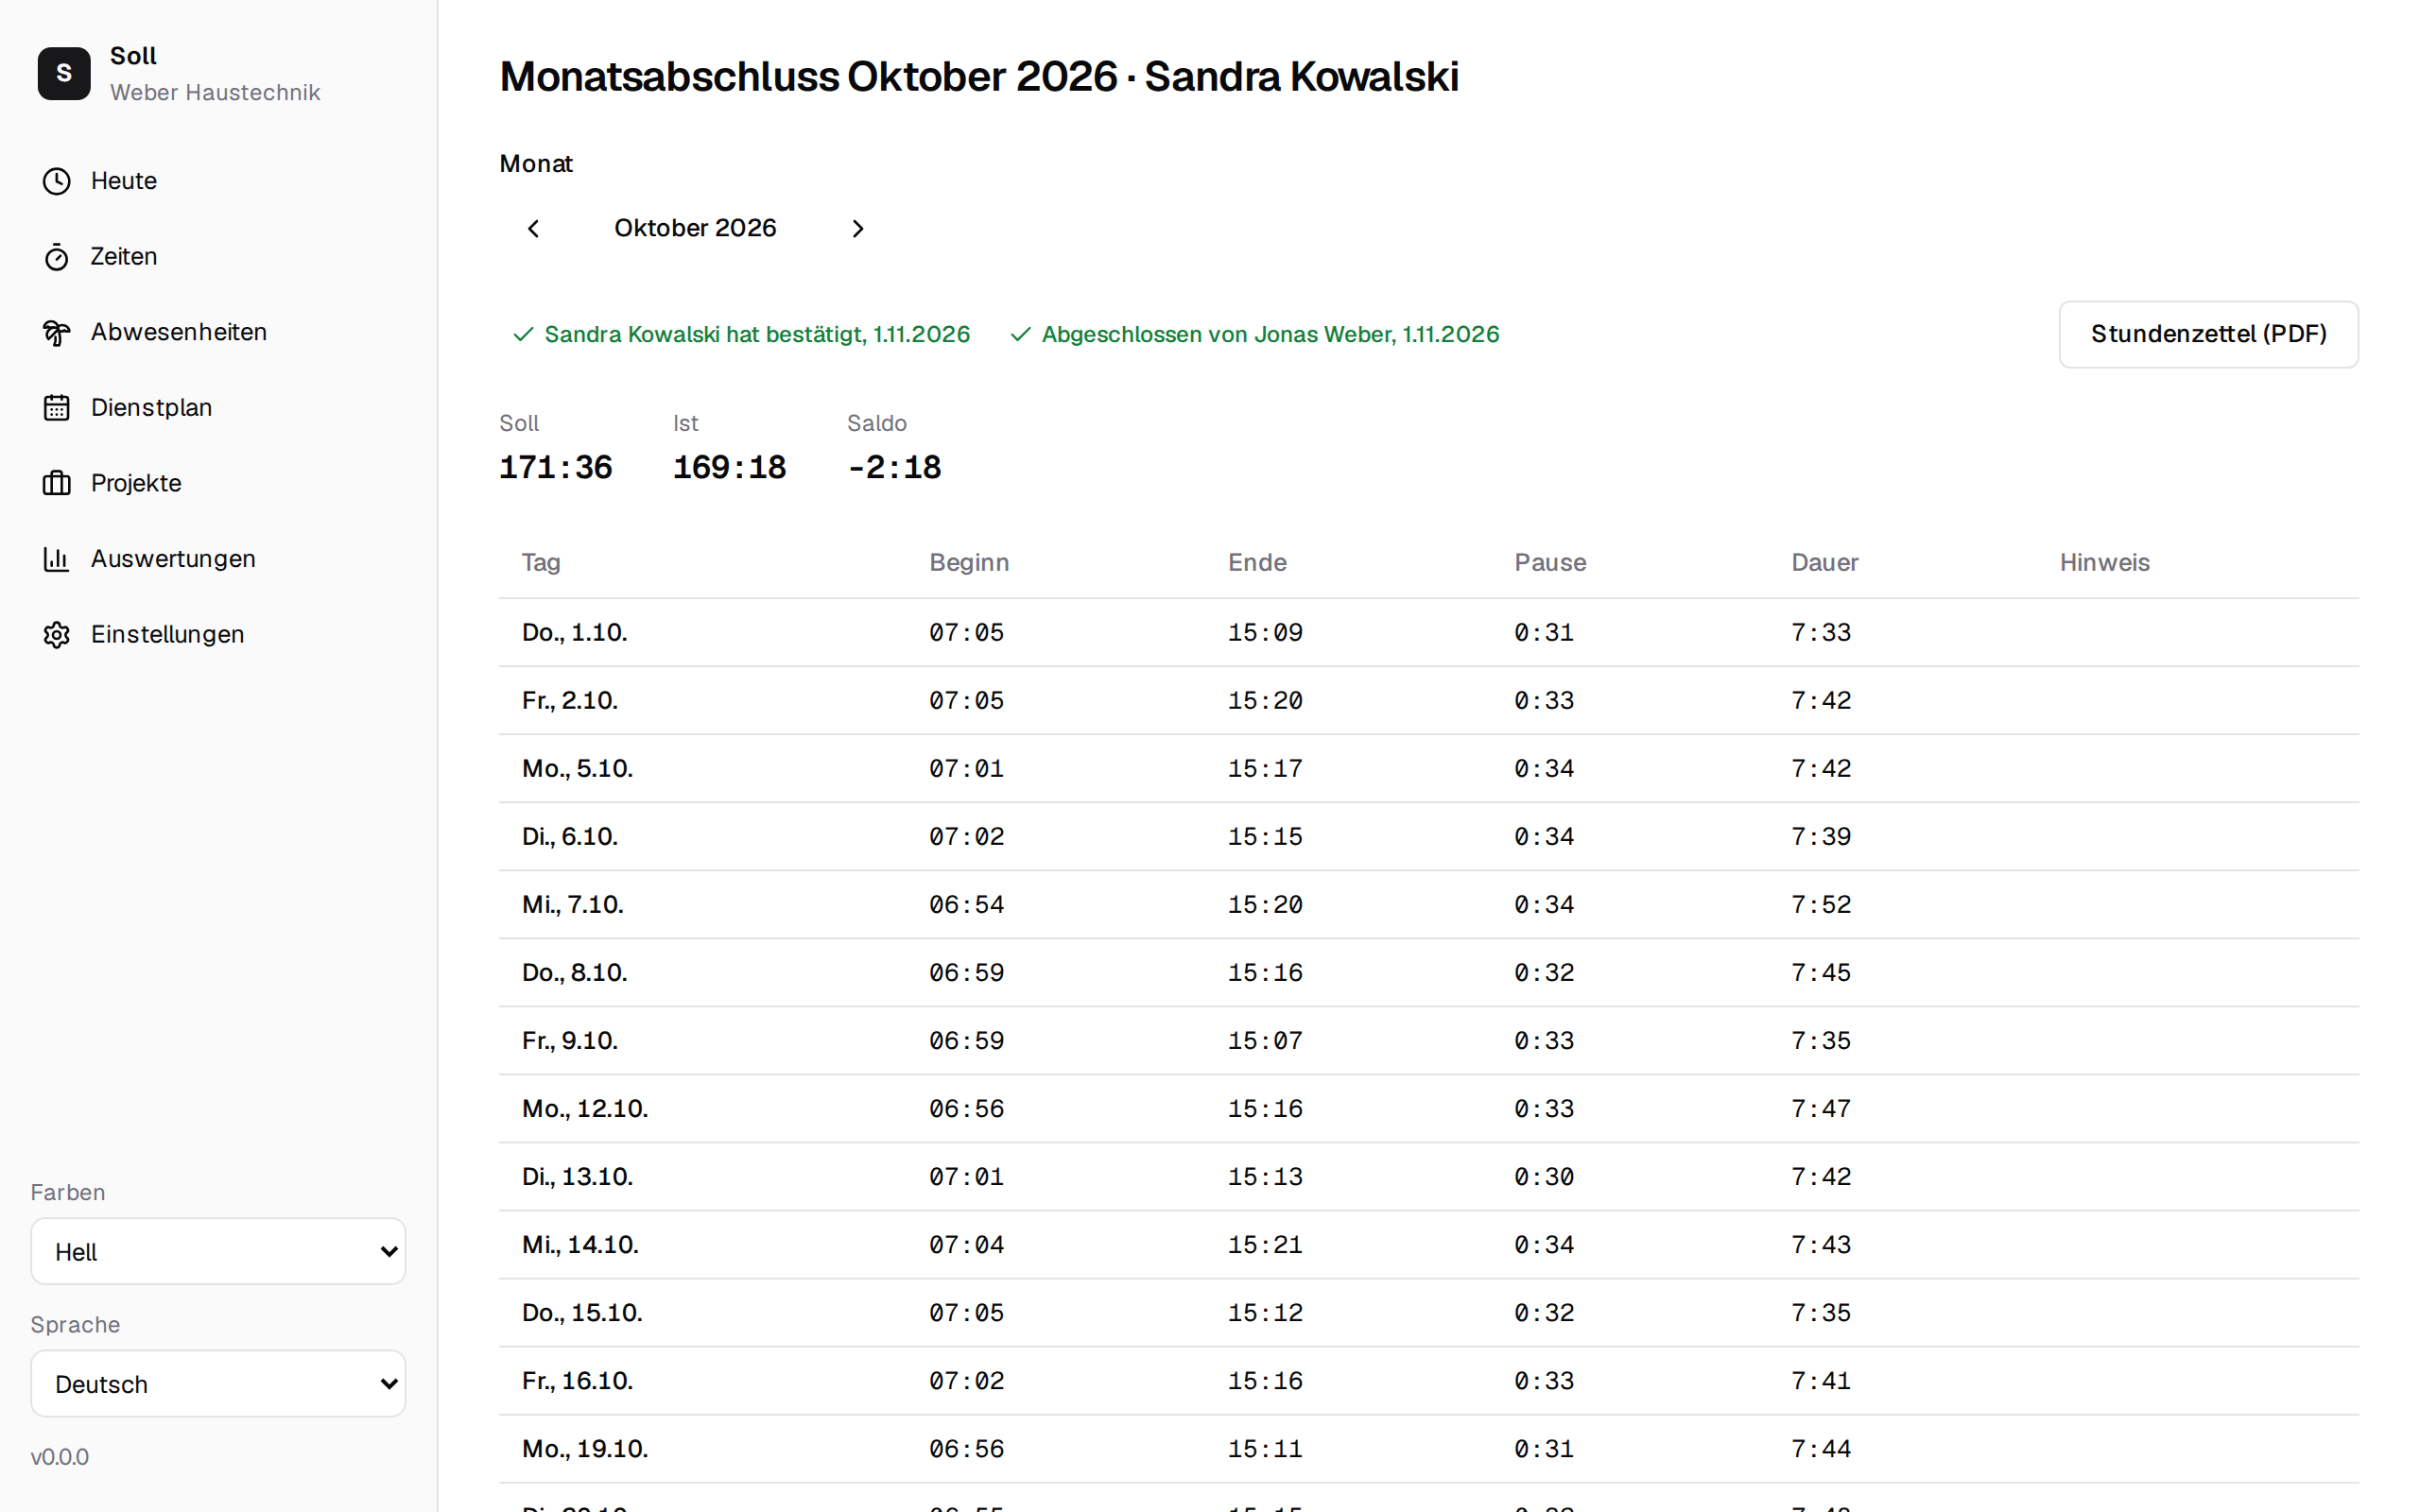 S
Soll
Weber Haustechnik
Heute
Zeiten
Abwesenheiten
Dienstplan
Projekte
Auswertungen
Einstellungen
Farben
Hell
Sprache
Deutsch
v0.0.0
Monatsabschluss Oktober 2026 · Sandra Kowalski
Monat
Oktober 2026
Sandra Kowalski hat bestätigt, 1.11.2026 Abgeschlossen von Jonas Weber, 1.11.2026 Stundenzettel (PDF)
Soll Ist Saldo
171:36 169:18 -2:18
Tag Beginn Ende Pause Dauer Hinweis
Do., 1.10. 07:05 15:09 0:31 7:33
Fr., 2.10. 07:05 15:20 0:33 7:42
Mo., 5.10. 07:01 15:17 0:34 7:42
Di., 6.10. 07:02 15:15 0:34 7:39
Mi., 7.10. 06:54 15:20 0:34 7:52
Do., 8.10. 06:59 15:16 0:32 7:45
Fr., 9.10. 06:59 15:07 0:33 7:35
Mo., 12.10. 06:56 15:16 0:33 7:47
Di., 13.10. 07:01 15:13 0:30 7:42
Mi., 14.10. 07:04 15:21 0:34 7:43
Do., 15.10. 07:05 15:12 0:32 7:35
Fr., 16.10. 07:02 15:16 0:33 7:41
Mo., 19.10. 06:56 15:11 0:31 7:44